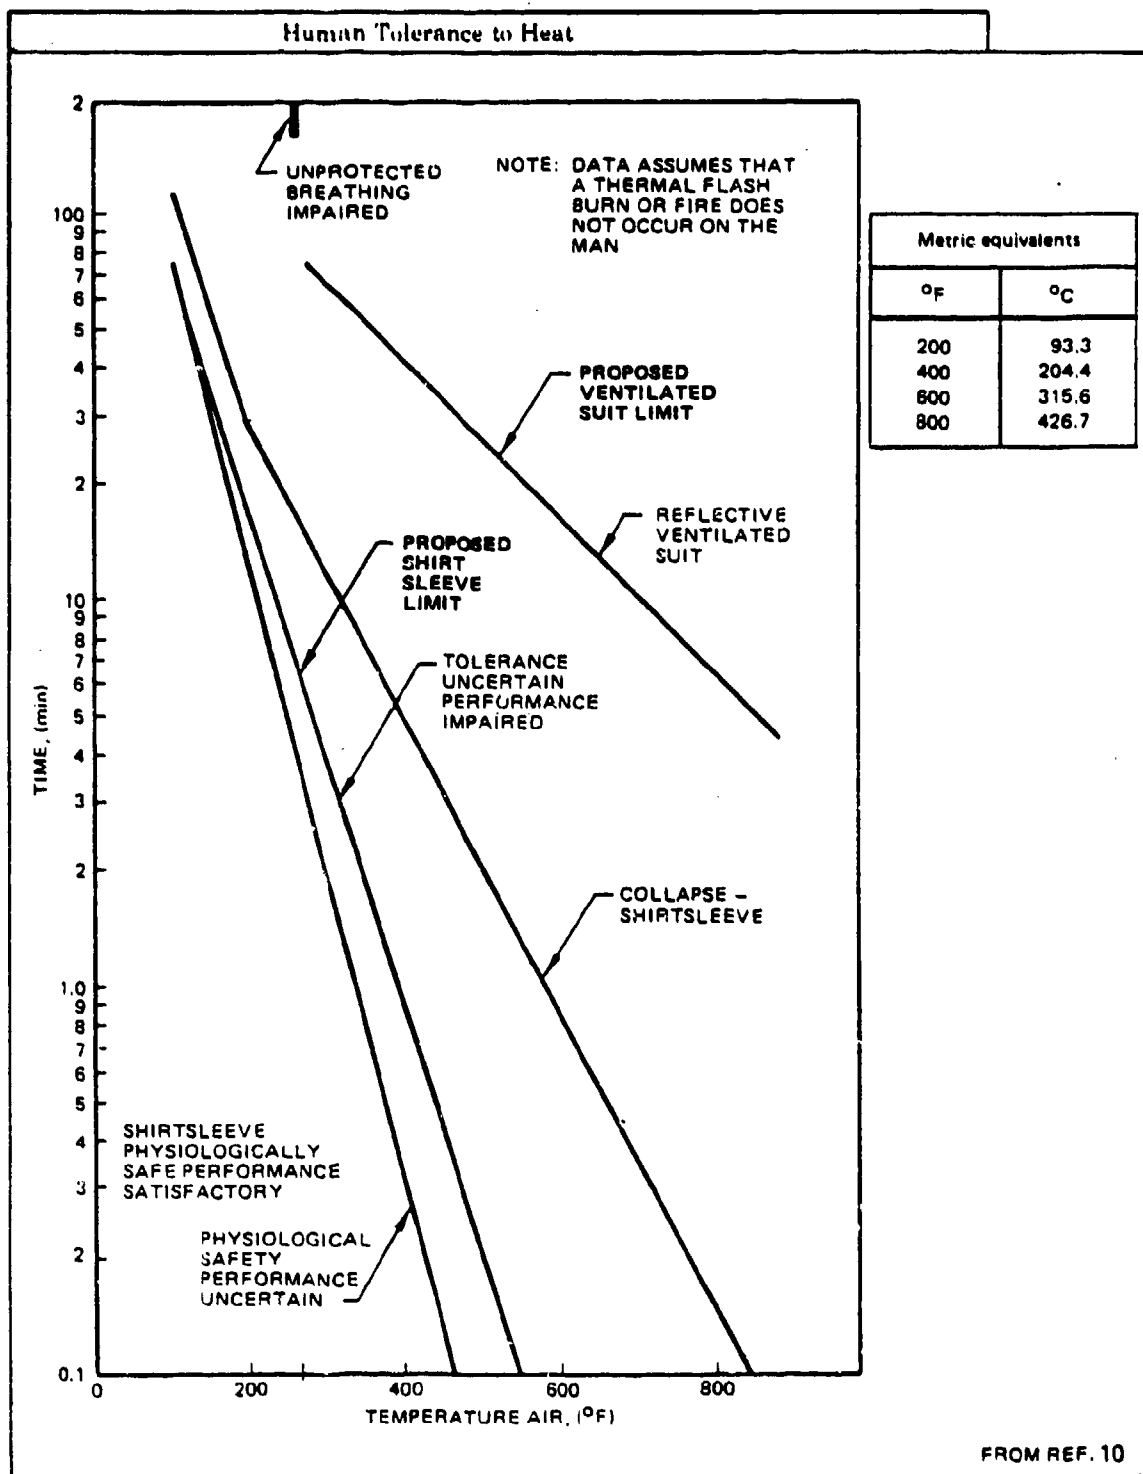 Human Tolerance to Heat
2
100
9
8
7
6
5
4
3
2
10
9
8
7
6
5
4
3
2
1.0
9
8
7
6
5
4
3
2
0.1
TIME, (min)
0
200
400
600
800
TEMPERATURE AIR, (°F)
UNPROTECTED
BREATHING
IMPAIRED
NOTE: DATA ASSUMES THAT
A THERMAL FLASH
BURN OR FIRE DOES
NOT OCCUR ON THE
MAN
PROPOSED
VENTILATED
SUIT LIMIT
REFLECTIVE
VENTILATED
SUIT
PROPOSED
SHIRT
SLEEVE
LIMIT
TOLERANCE
UNCERTAIN
PERFORMANCE
IMPAIRED
COLLAPSE –
SHIRTSLEEVE
SHIRTSLEEVE
PHYSIOLOGICALLY
SAFE PERFORMANCE
SATISFACTORY
PHYSIOLOGICAL
SAFETY
PERFORMANCE
UNCERTAIN
Metric equivalents
°F °C
200 93.3
400 204.4
600 315.6
800 426.7
FROM REF. 10